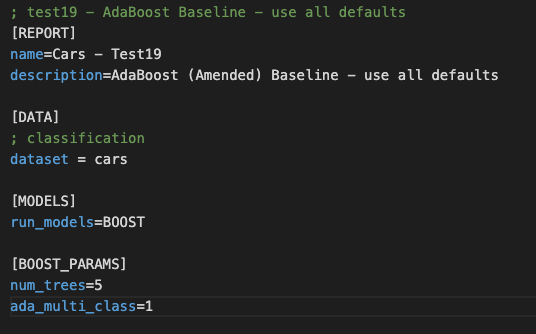 ; test19 – AdaBoost Baseline – use all defaults
[REPORT]
name=Cars – Test19
description=AdaBoost (Amended) Baseline – use all defaults
[DATA]
; classification
dataset = cars
[MODELS]
run_models=BOOST
[BOOST_PARAMS]
num_trees=5
ada_multi_class=1